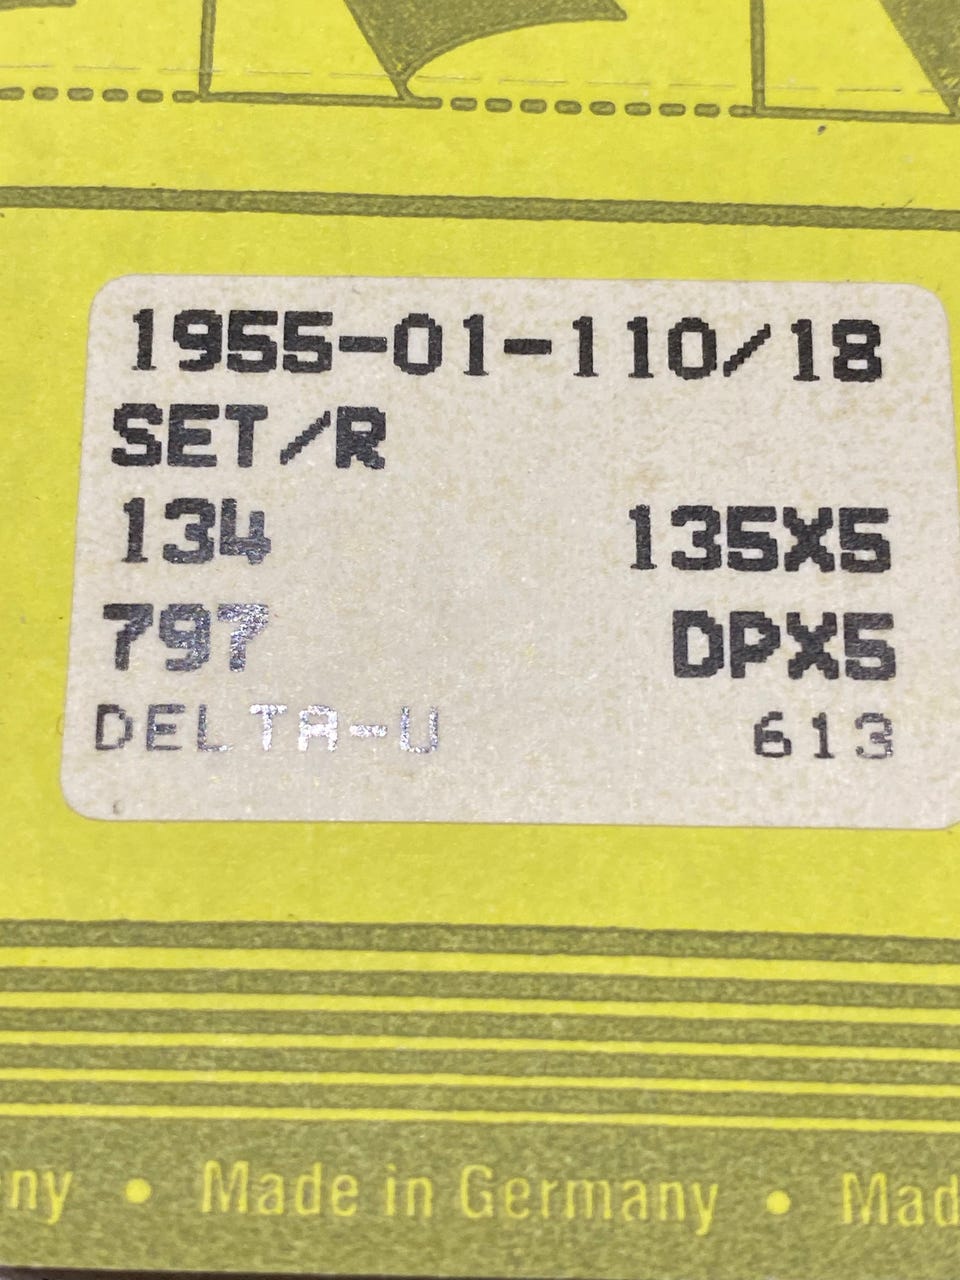 1955-01-110/18
SET/R
134 135X5
797 DPX5
DELTA-U 613
ny • Made in Germany • Mad